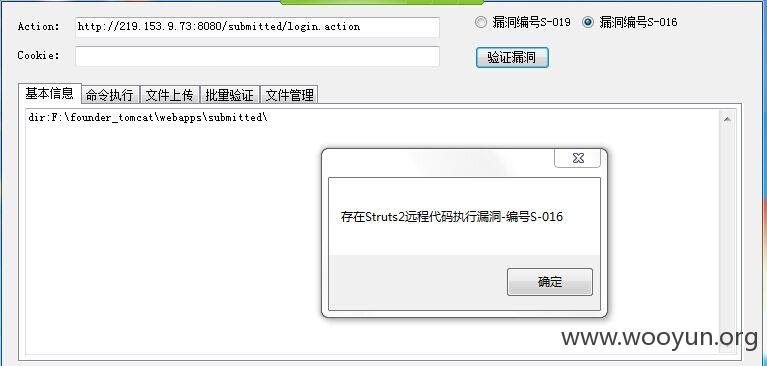 Action: http://219.153.9.73:8080/submitted/login.action 漏洞编号S-019 漏洞编号S-016
Cookie: 验证漏洞
基本信息 命令执行 文件上传 批量验证 文件管理
dir:F:\founder_tomcat\webapps\submitted\
存在Struts2远程代码执行漏洞-编号S-016
确定
www.wooyun.org